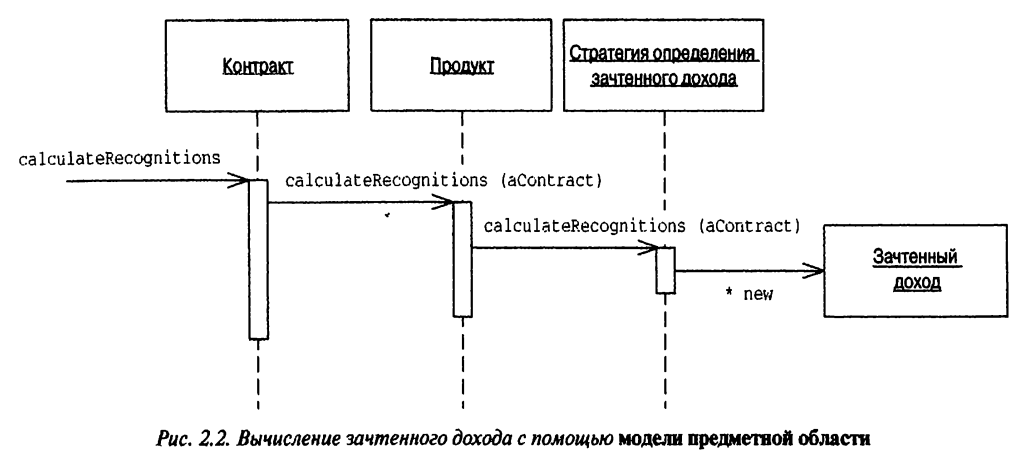 Контракт
Продукт
Стратегия определения
зачтенного дохода
calculateRecognitions
calculateRecognitions (aContract)
calculateRecognitions (aContract)
Зачтенный
доход
* new
Рис. 2.2. Вычисление зачтенного дохода с помощью модели предметной области